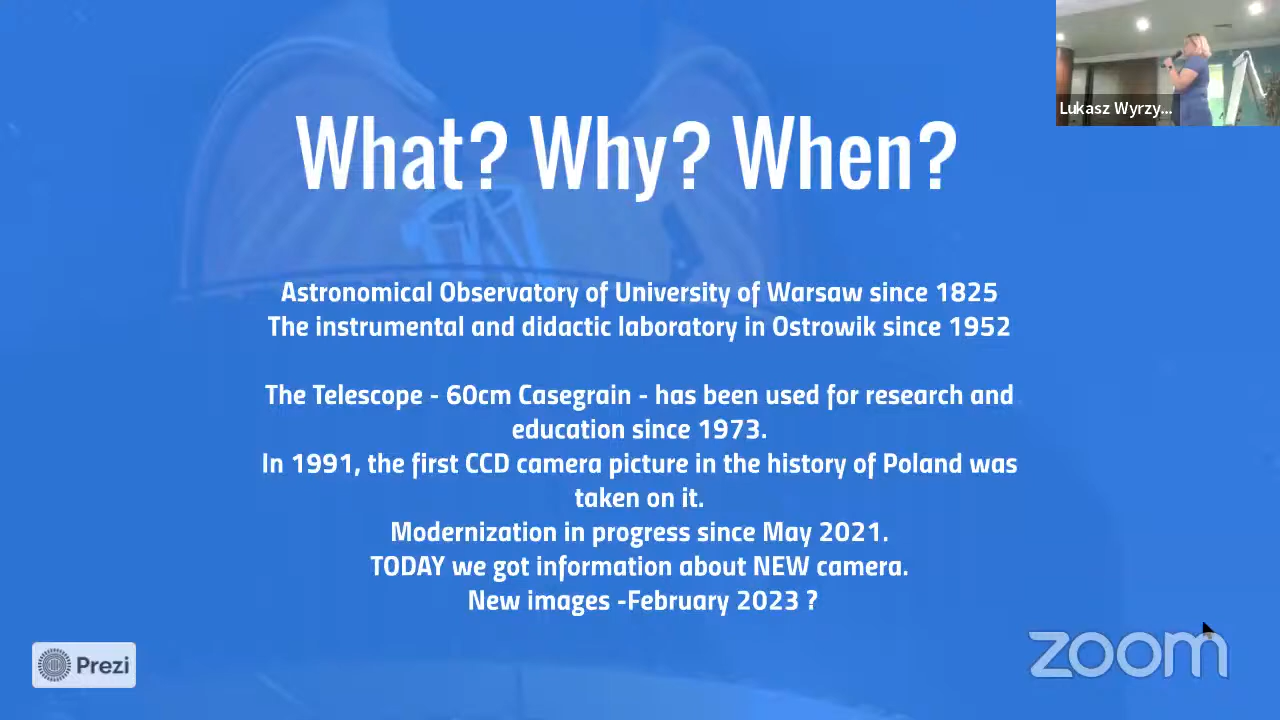 Lukasz Wyrzy...
What? Why? When?
Astronomical Observatory of University of Warsaw since 1825
The instrumental and didactic laboratory in Ostrowik since 1952
The Telescope - 60cm Casegrain - has been used for research and
education since 1973.
In 1991, the first CCD camera picture in the history of Poland was
taken on it.
Modernization in progress since May 2021.
TODAY we got information about NEW camera.
New images -February 2023 ?
Prezi
zoom